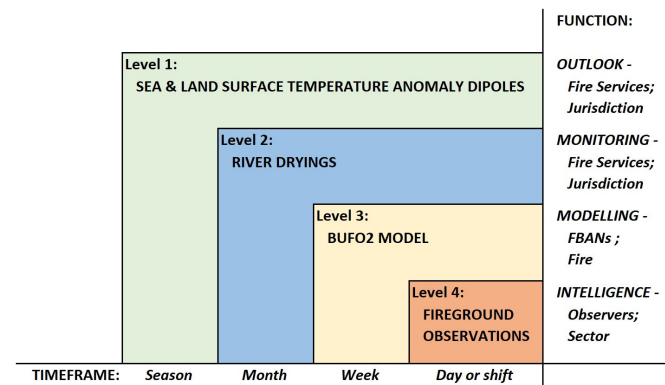 FUNCTION:
Level 1:
SEA & LAND SURFACE TEMPERATURE ANOMALY DIPOLES
OUTLOOK -
Fire Services;
Jurisdiction
Level 2:
RIVER DRYINGS
MONITORING -
Fire Services;
Jurisdiction
Level 3:
BUFO2 MODEL
MODELLING -
FBANs ;
Fire
Level 4:
FIREGROUND
OBSERVATIONS
INTELLIGENCE -
Observers;
Sector
TIMEFRAME: Season Month Week Day or shift